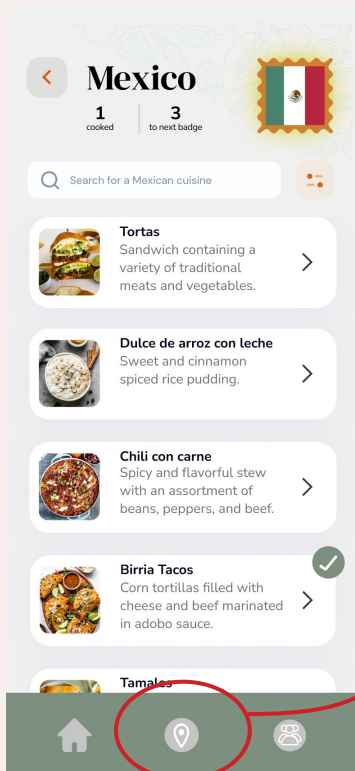 Mexico
1
cooked
3
to next badge
Search for a Mexican cuisine
Tortas
Sandwich containing a
variety of traditional
meats and vegetables.
Dulce de arroz con leche
Sweet and cinnamon
spiced rice pudding.
Chili con carne
Spicy and flavorful stew
with an assortment of
beans, peppers, and beef.
Birria Tacos
Corn tortillas filled with
cheese and beef marinated
in adobo sauce.
Tamales